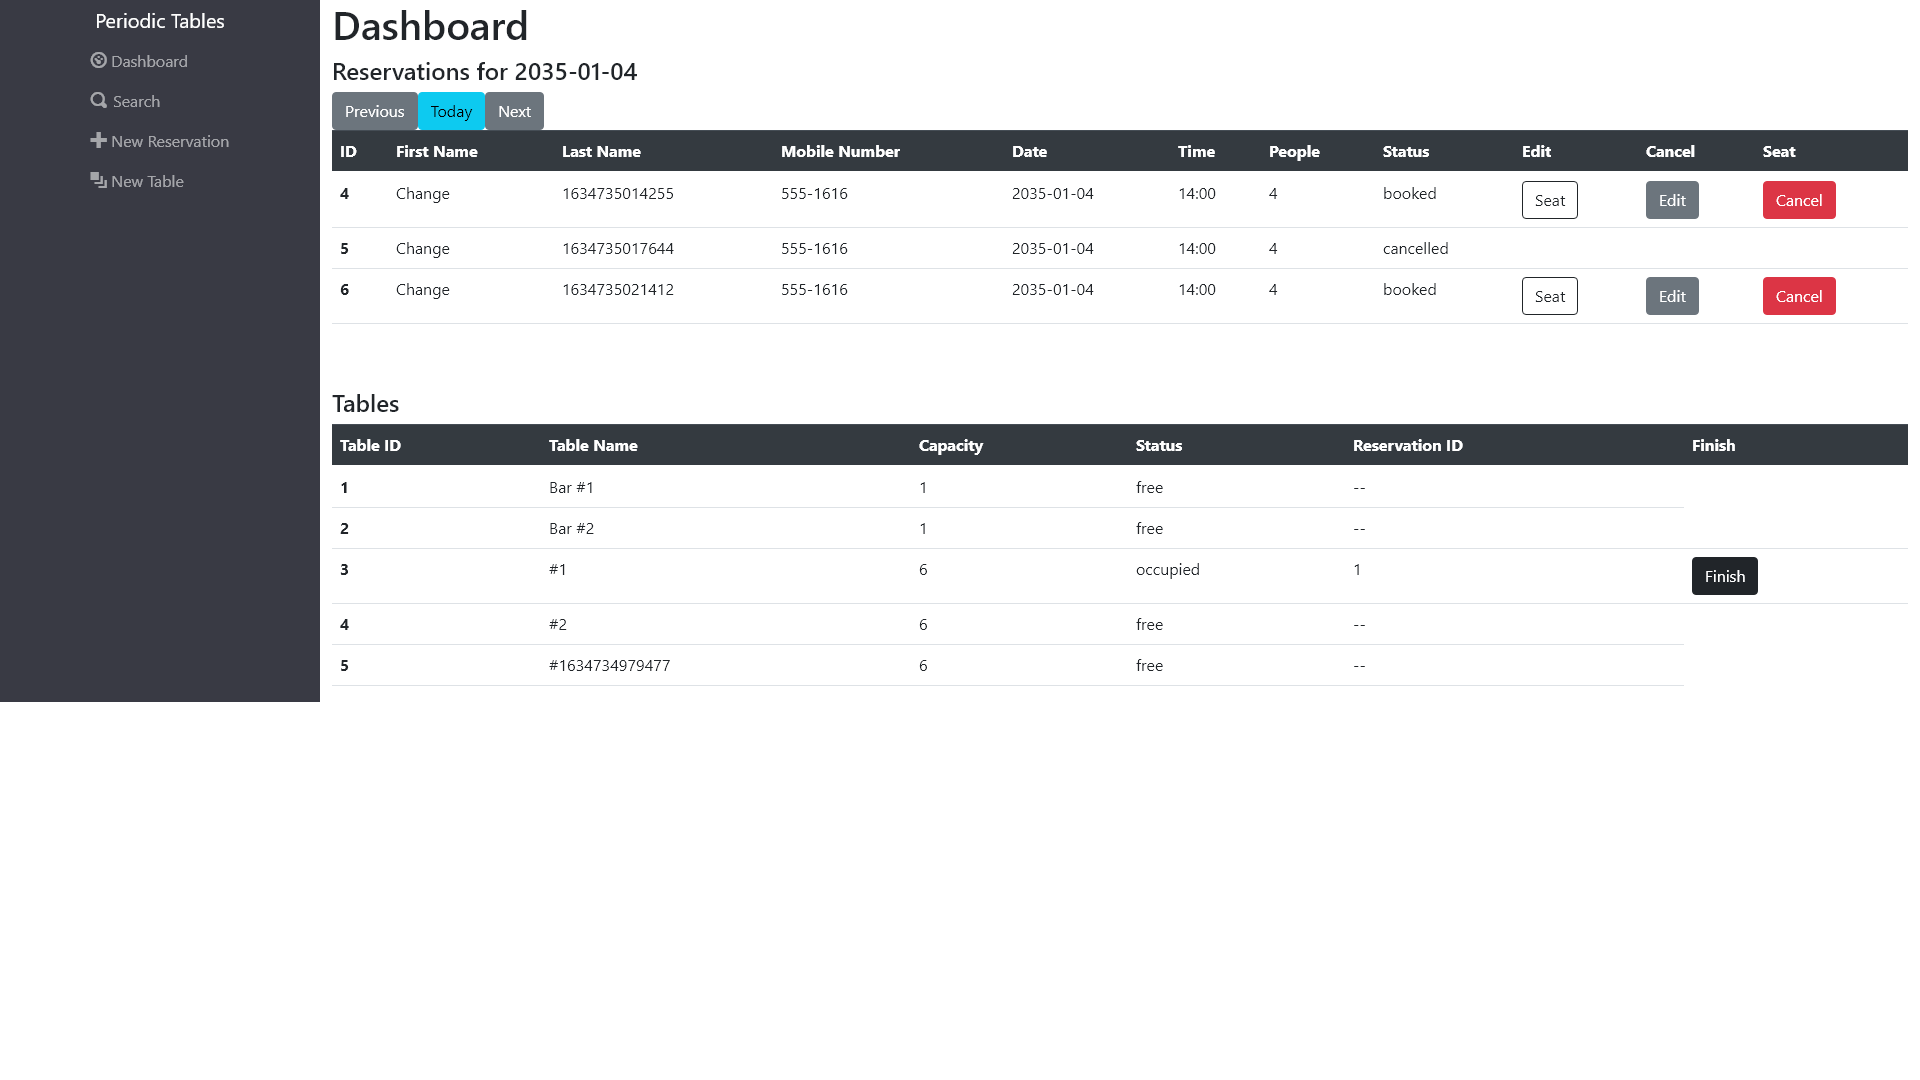 Periodic Tables
Dashboard
Search
New Reservation
New Table
Dashboard
Reservations for 2035-01-04
Previous Today Next
ID First Name Last Name Mobile Number Date Time People Status Edit Cancel Seat
4 Change 1634735014255 555-1616 2035-01-04 14:00 4 booked Seat Edit Cancel
5 Change 1634735017644 555-1616 2035-01-04 14:00 4 cancelled
6 Change 1634735021412 555-1616 2035-01-04 14:00 4 booked Seat Edit Cancel
Tables
Table ID Table Name Capacity Status Reservation ID Finish
1 Bar #1 1 free --
2 Bar #2 1 free --
3 #1 6 occupied 1 Finish
4 #2 6 free --
5 #1634734979477 6 free --